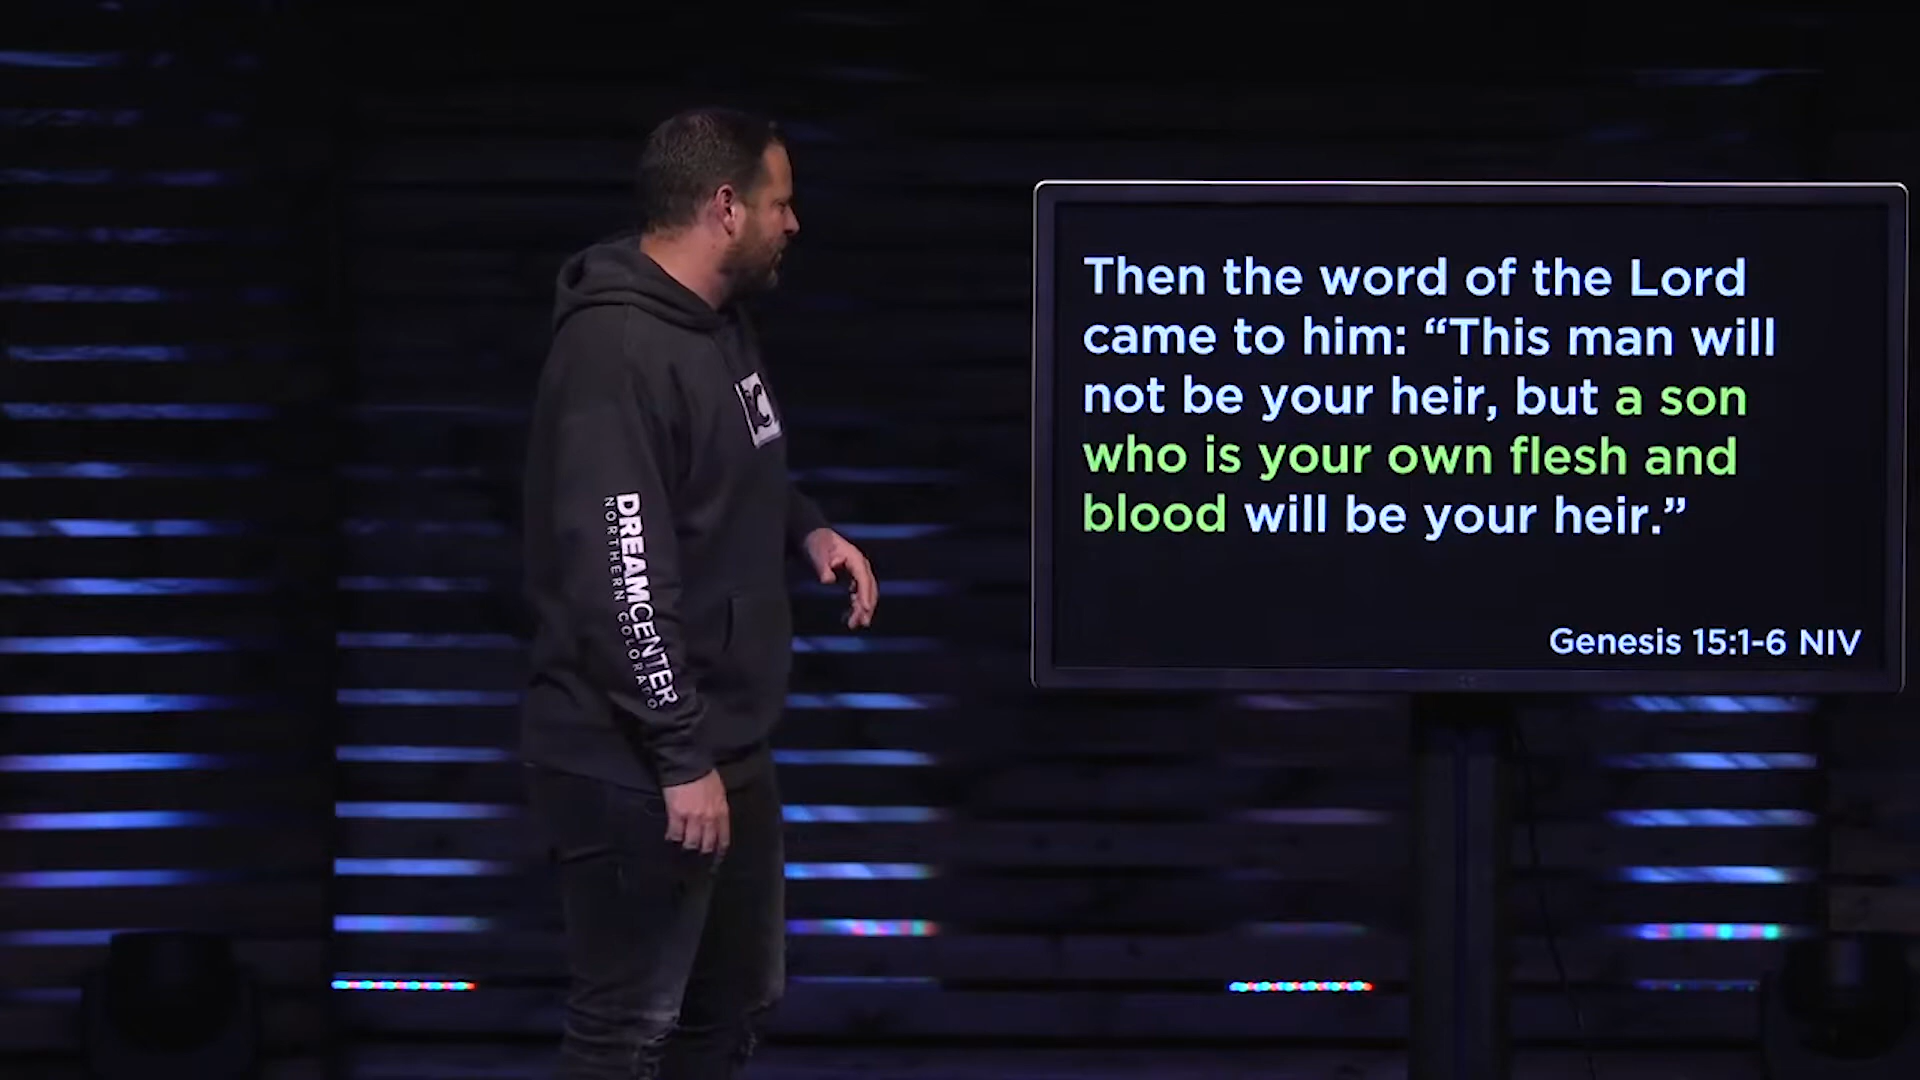 Then the word of the Lord
came to him: “This man will
not be your heir, but a son
who is your own flesh and
blood will be your heir.”
Genesis 15:1-6 NIV
DREAMCENTER
NORTHERN COLORADO